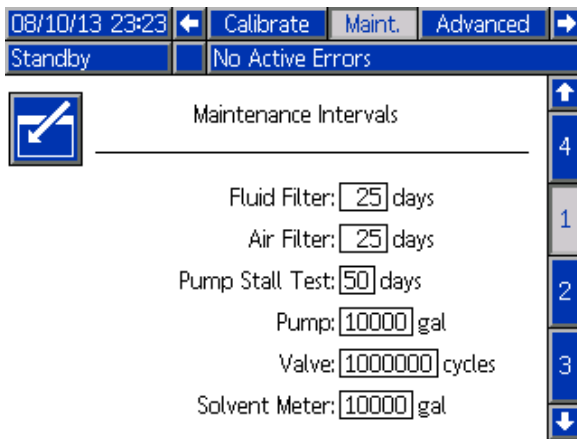 08/10/13 23:23 Calibrate Maint. Advanced
Standby No Active Errors
Maintenance Intervals
4
Fluid Filter: 25 days
1
Air Filter: 25 days
Pump Stall Test: 50 days
2
Pump: 10000 gal
Valve: 1000000 cycles
3
Solvent Meter: 10000 gal